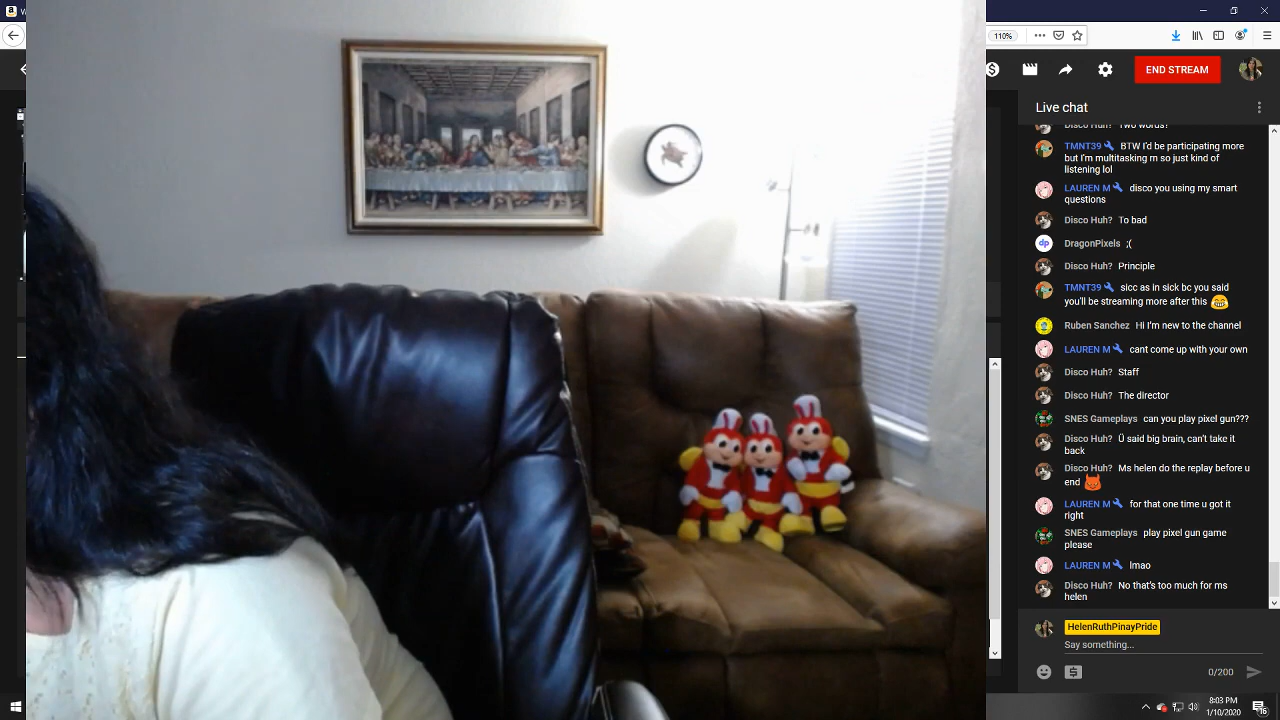 110%
END STREAM
Live chat
Disco Huh? Two words?
TMNT39 BTW I'd be participating more
but I'm multitasking rn so just kind of
listening lol
LAUREN M disco you using my smart
questions
Disco Huh? To bad
DragonPixels ;(
Disco Huh? Principle
TMNT39 sicc as in sick bc you said
you'll be streaming more after this 😂
Ruben Sanchez Hi I'm new to the channel
LAUREN M cant come up with your own
Disco Huh? Staff
Disco Huh? The director
SNES Gameplays can you play pixel gun???
Disco Huh? Ü said big brain, can't take it
back
Disco Huh? Ms helen do the replay before u
end 👿
LAUREN M for that one time u got it
right
SNES Gameplays play pixel gun game
please
LAUREN M lmao
Disco Huh? No that's too much for ms
helen
HelenRuthPinayPride
Say something...
0/200
8:03 PM
1/10/2020